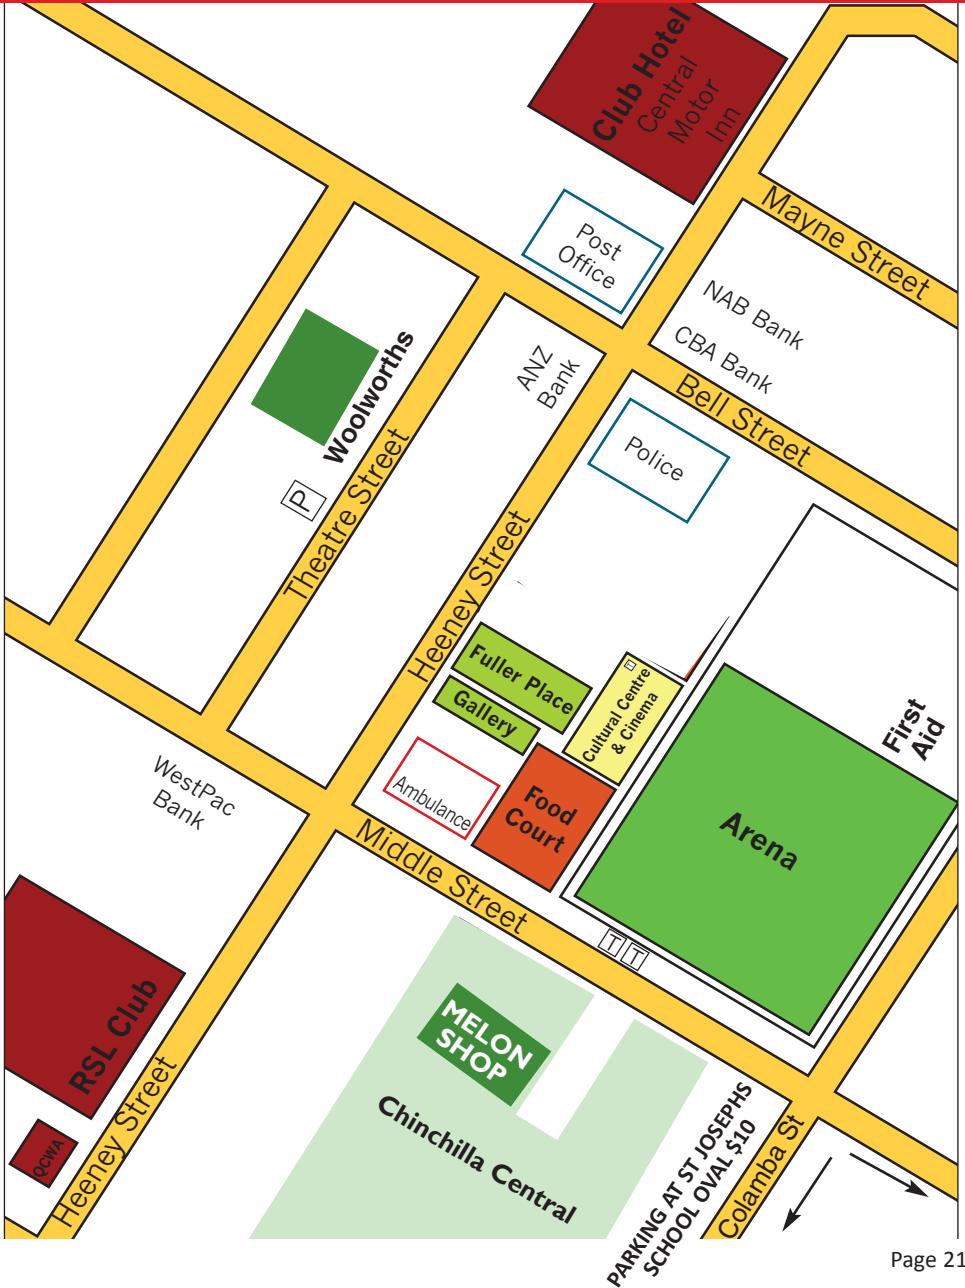 Club Hotel
Central
Motor
Inn
Mayne Street
Post
Office
NAB Bank
CBA Bank
ANZ
Bank
Bell Street
Woolworths
Police
P
Theatre Street
Heeney Street
Fuller Place
Gallery
Cultural Centre
& Cinema
First
Aid
WestPac
Bank
Ambulance
Food
Court
Arena
Middle Street
T T
RSL Club
MELON
SHOP
Chinchilla Central
QCWA
Heeney Street
PARKING AT ST JOSEPHS
SCHOOL OVAL $10
Colamba St
Page 21